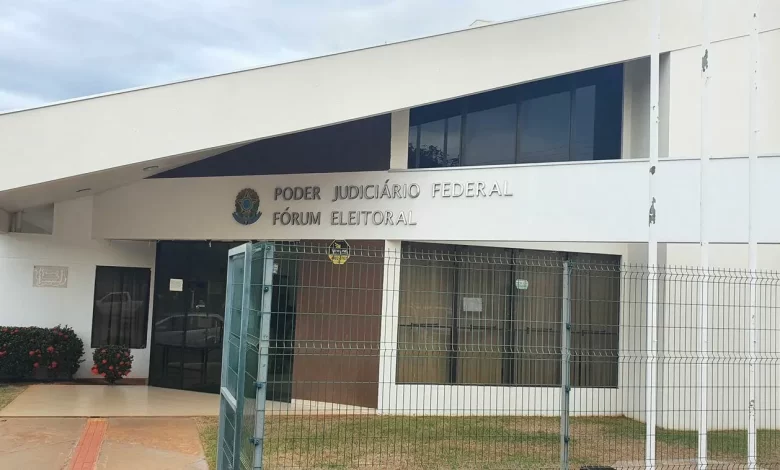 PODER JUDICIÁRIO FEDERAL
FÓRUM ELEITORAL